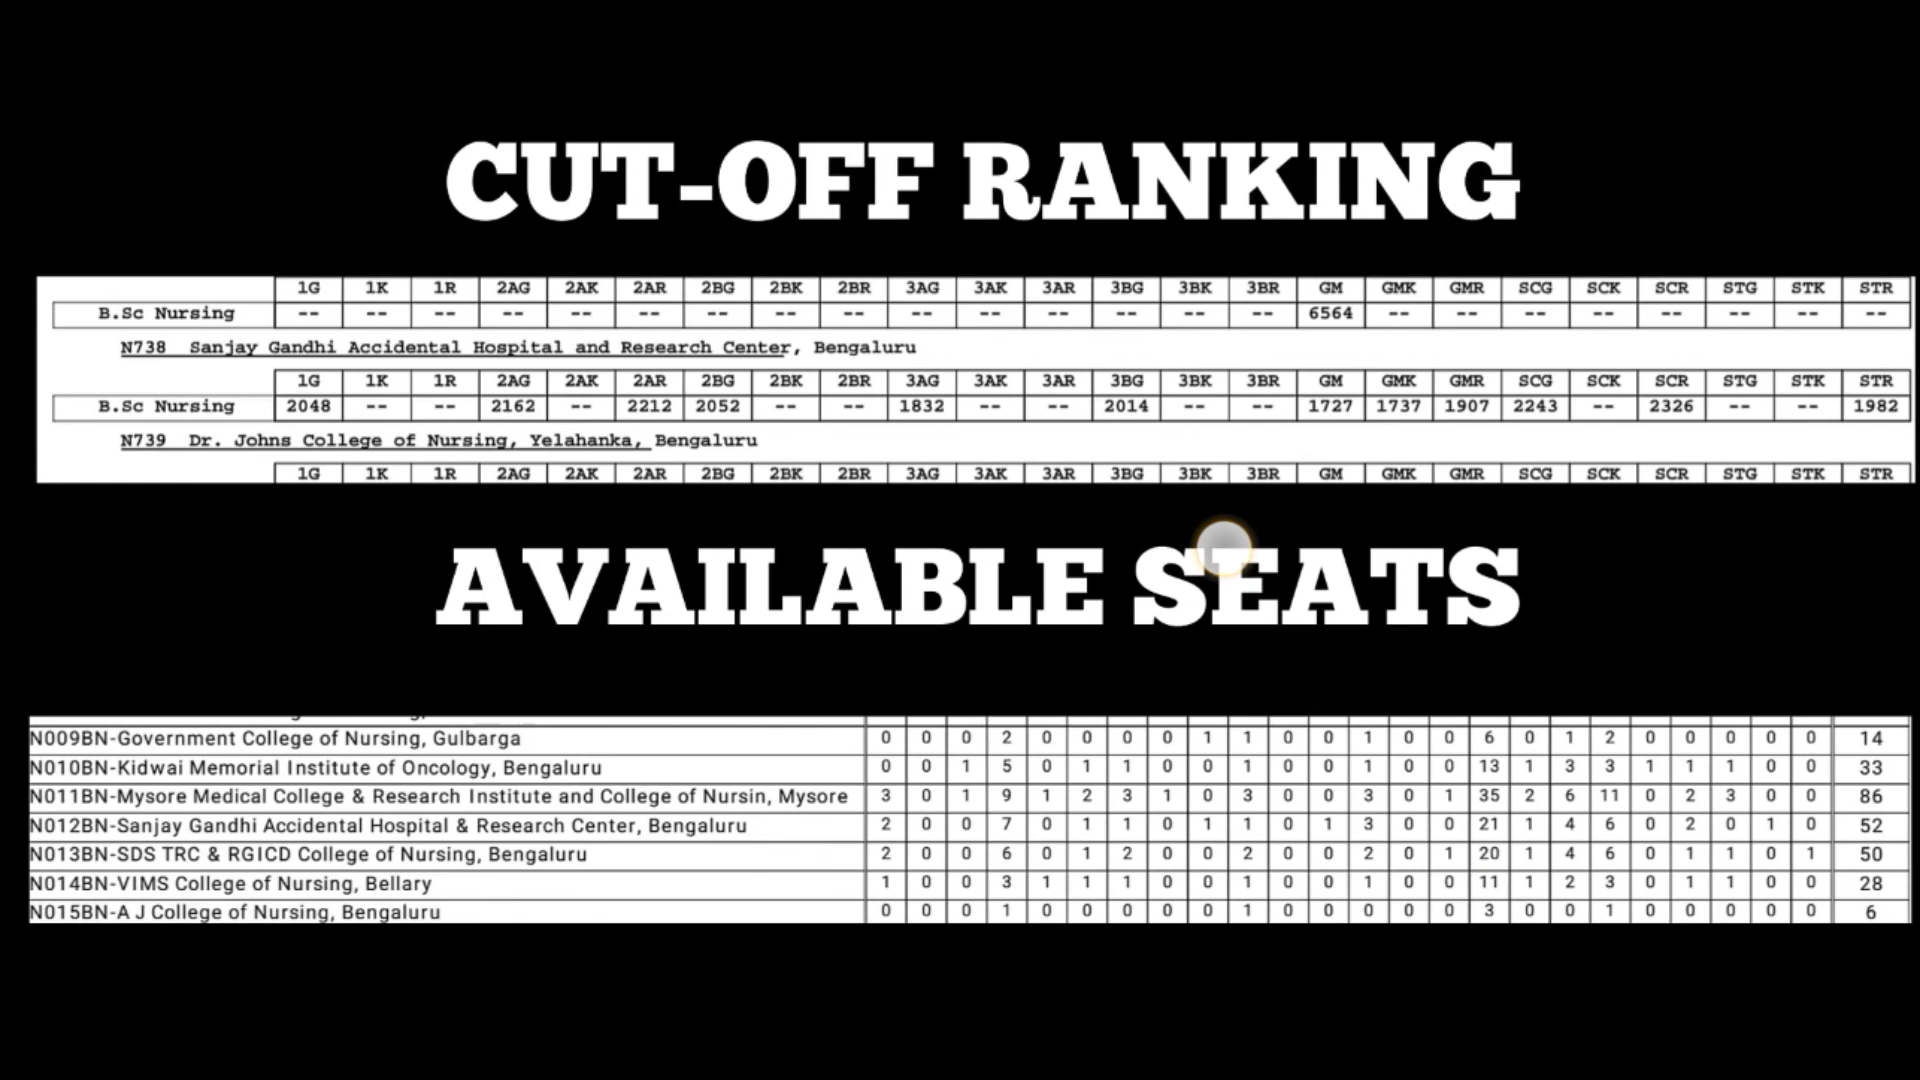 CUT-OFF RANKING
1G 1K 1R 2AG 2AK 2AR 2BG 2BK 2BR 3AG 3AK 3AR 3BG 3BK 3BR GM GMK GMR SCG SCK SCR STG STK STR
B.Sc Nursing -- -- -- -- -- -- -- -- -- -- -- -- -- -- -- 6564 -- -- -- -- -- -- -- --
N738 Sanjay Gandhi Accidental Hospital and Research Center, Bengaluru
1G 1K 1R 2AG 2AK 2AR 2BG 2BK 2BR 3AG 3AK 3AR 3BG 3BK 3BR GM GMK GMR SCG SCK SCR STG STK STR
B.Sc Nursing 2048 -- -- 2162 -- 2212 2052 -- -- 1832 -- -- 2014 -- -- 1727 1737 1907 2243 -- 2326 -- -- 1982
N739 Dr. Johns College of Nursing, Yelahanka, Bengaluru
1G 1K 1R 2AG 2AK 2AR 2BG 2BK 2BR 3AG 3AK 3AR 3BG 3BK 3BR GM GMK GMR SCG SCK SCR STG STK STR
AVAILABLE SEATS
N009BN-Government College of Nursing, Gulbarga 0 0 0 2 0 0 0 0 1 1 0 0 1 0 0 6 0 1 2 0 0 0 0 0 14
N010BN-Kidwai Memorial Institute of Oncology, Bengaluru 0 0 1 5 0 1 1 0 0 1 0 0 1 0 0 13 1 3 3 1 1 1 0 0 33
N011BN-Mysore Medical College & Research Institute and College of Nursin, Mysore 3 0 1 9 1 2 3 1 0 3 0 0 3 0 1 35 2 6 11 0 2 3 0 0 86
N012BN-Sanjay Gandhi Accidental Hospital & Research Center, Bengaluru 2 0 0 7 0 1 1 0 1 1 0 1 3 0 0 21 1 4 6 0 2 0 1 0 52
N013BN-SDS TRC & RGICD College of Nursing, Bengaluru 2 0 0 6 0 1 2 0 0 2 0 0 2 0 1 20 1 4 6 0 1 1 0 1 50
N014BN-VIMS College of Nursing, Bellary 1 0 0 3 1 1 1 0 0 1 0 0 1 0 0 11 1 2 3 0 1 1 0 0 28
N015BN-A J College of Nursing, Bengaluru 0 0 0 1 0 0 0 0 0 1 0 0 0 0 0 3 0 0 1 0 0 0 0 0 6